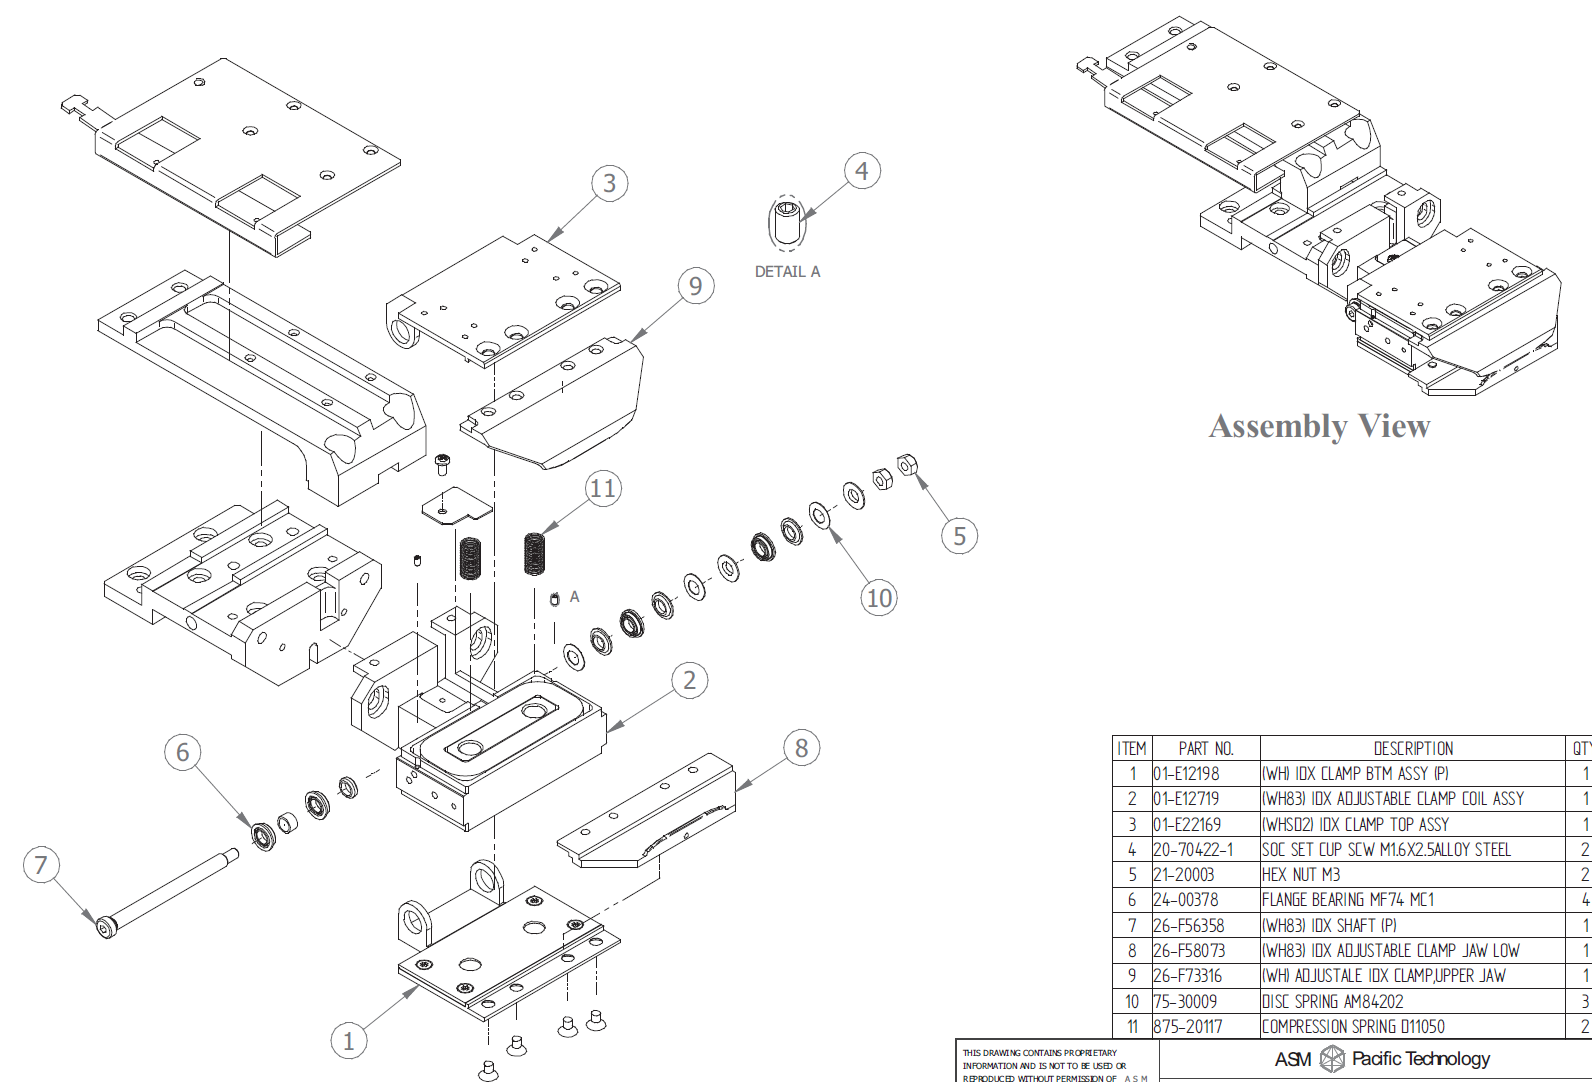 3
4
DETAIL A
9
Assembly View
11
5
10
A
2
6
8
7
1
ITEM PART NO. DESCRIPTION QTY
1 01-E12198 (WH) IDX CLAMP BTM ASSY (P) 1
2 01-E12719 (WH83) IDX ADJUSTABLE CLAMP COIL ASSY 1
3 01-E22169 (WHSD2) IDX CLAMP TOP ASSY 1
4 20-70422-1 SOC SET CUP SCW M1.6X2.5ALLOY STEEL 2
5 21-20003 HEX NUT M3 2
6 24-00378 FLANGE BEARING MF74 MC1 4
7 26-F56358 (WH83) IDX SHAFT (P) 1
8 26-F58073 (WH83) IDX ADJUSTABLE CLAMP JAW LOW 1
9 26-F73316 (WH) ADJUSTALE IDX CLAMP,UPPER JAW 1
10 75-30009 DISC SPRING AM84202 3
11 875-20117 COMPRESSION SPRING D11050 2
THIS DRAWING CONTAINS PROPRIETARY
INFORMATION AND IS NOT TO BE USED OR
REPRODUCED WITHOUT PERMISSION OF A S M
ASM Pacific Technology